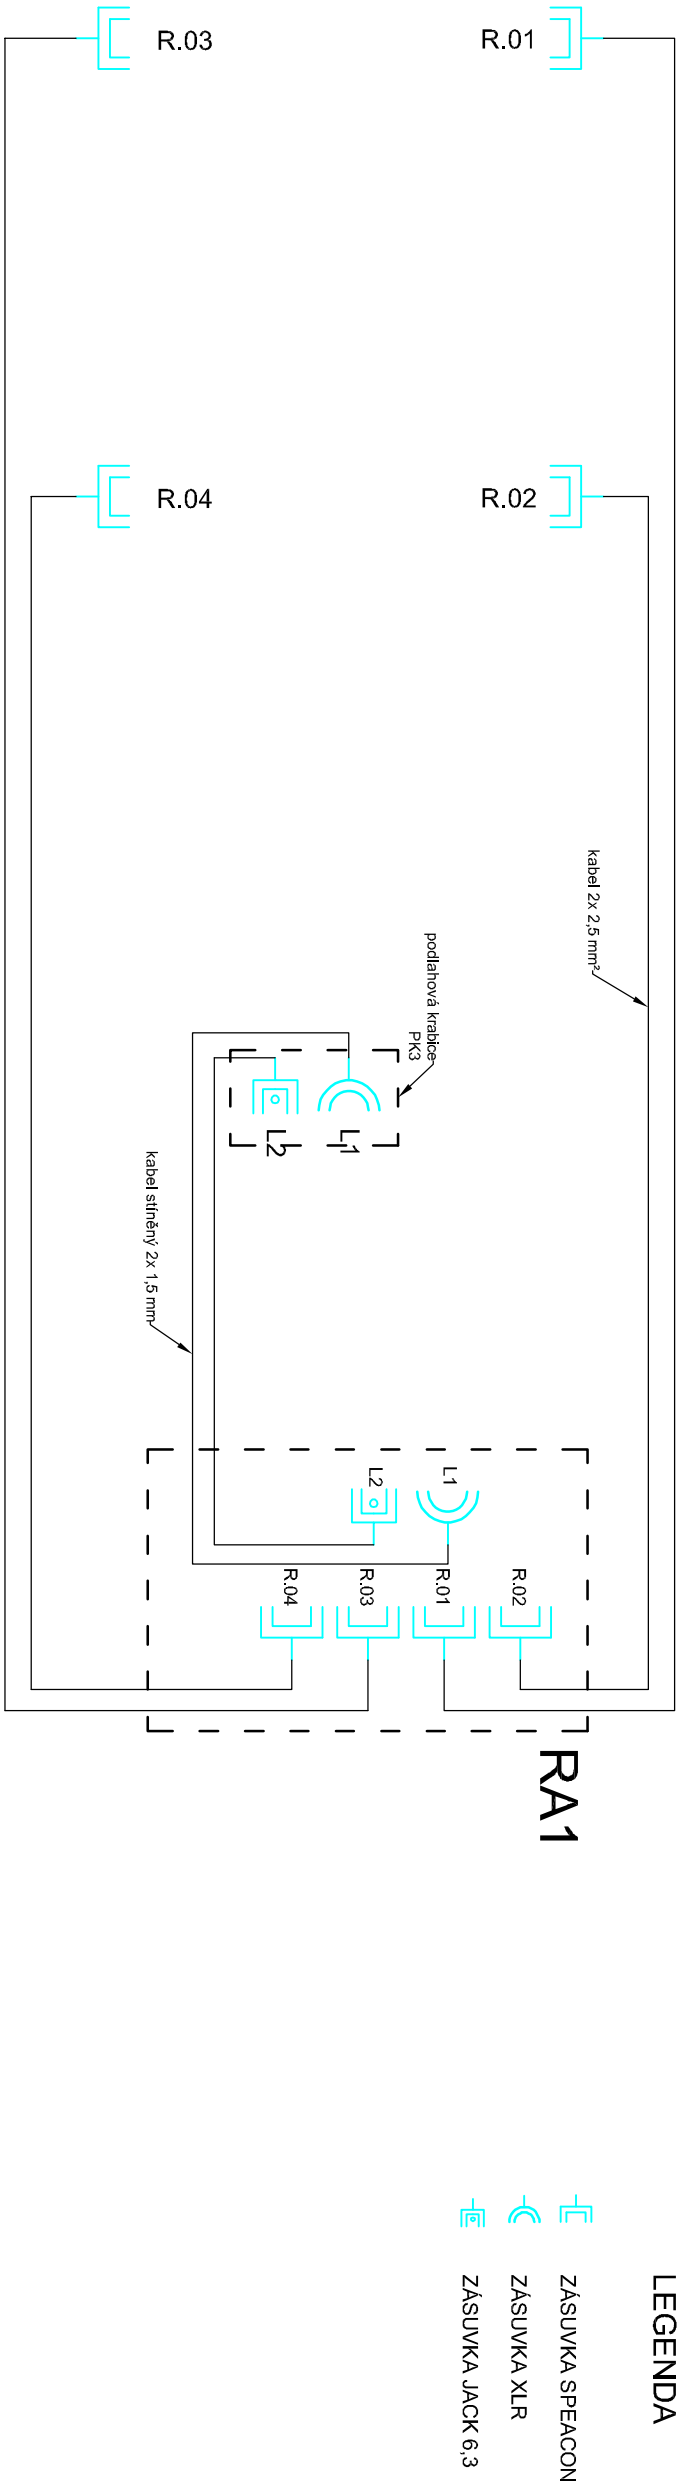 R.03
R.01
R.04
R.02
kabel 2x 2,5 mm²
podlahová krabice
PK3
L1
L2
kabel stíněný 2x 1,5 mm
L1
L2
R.02
R.01
R.03
R.04
RA1
LEGENDA
ZÁSUVKA SPEACON
ZÁSUVKA XLR
ZÁSUVKA JACK 6,3